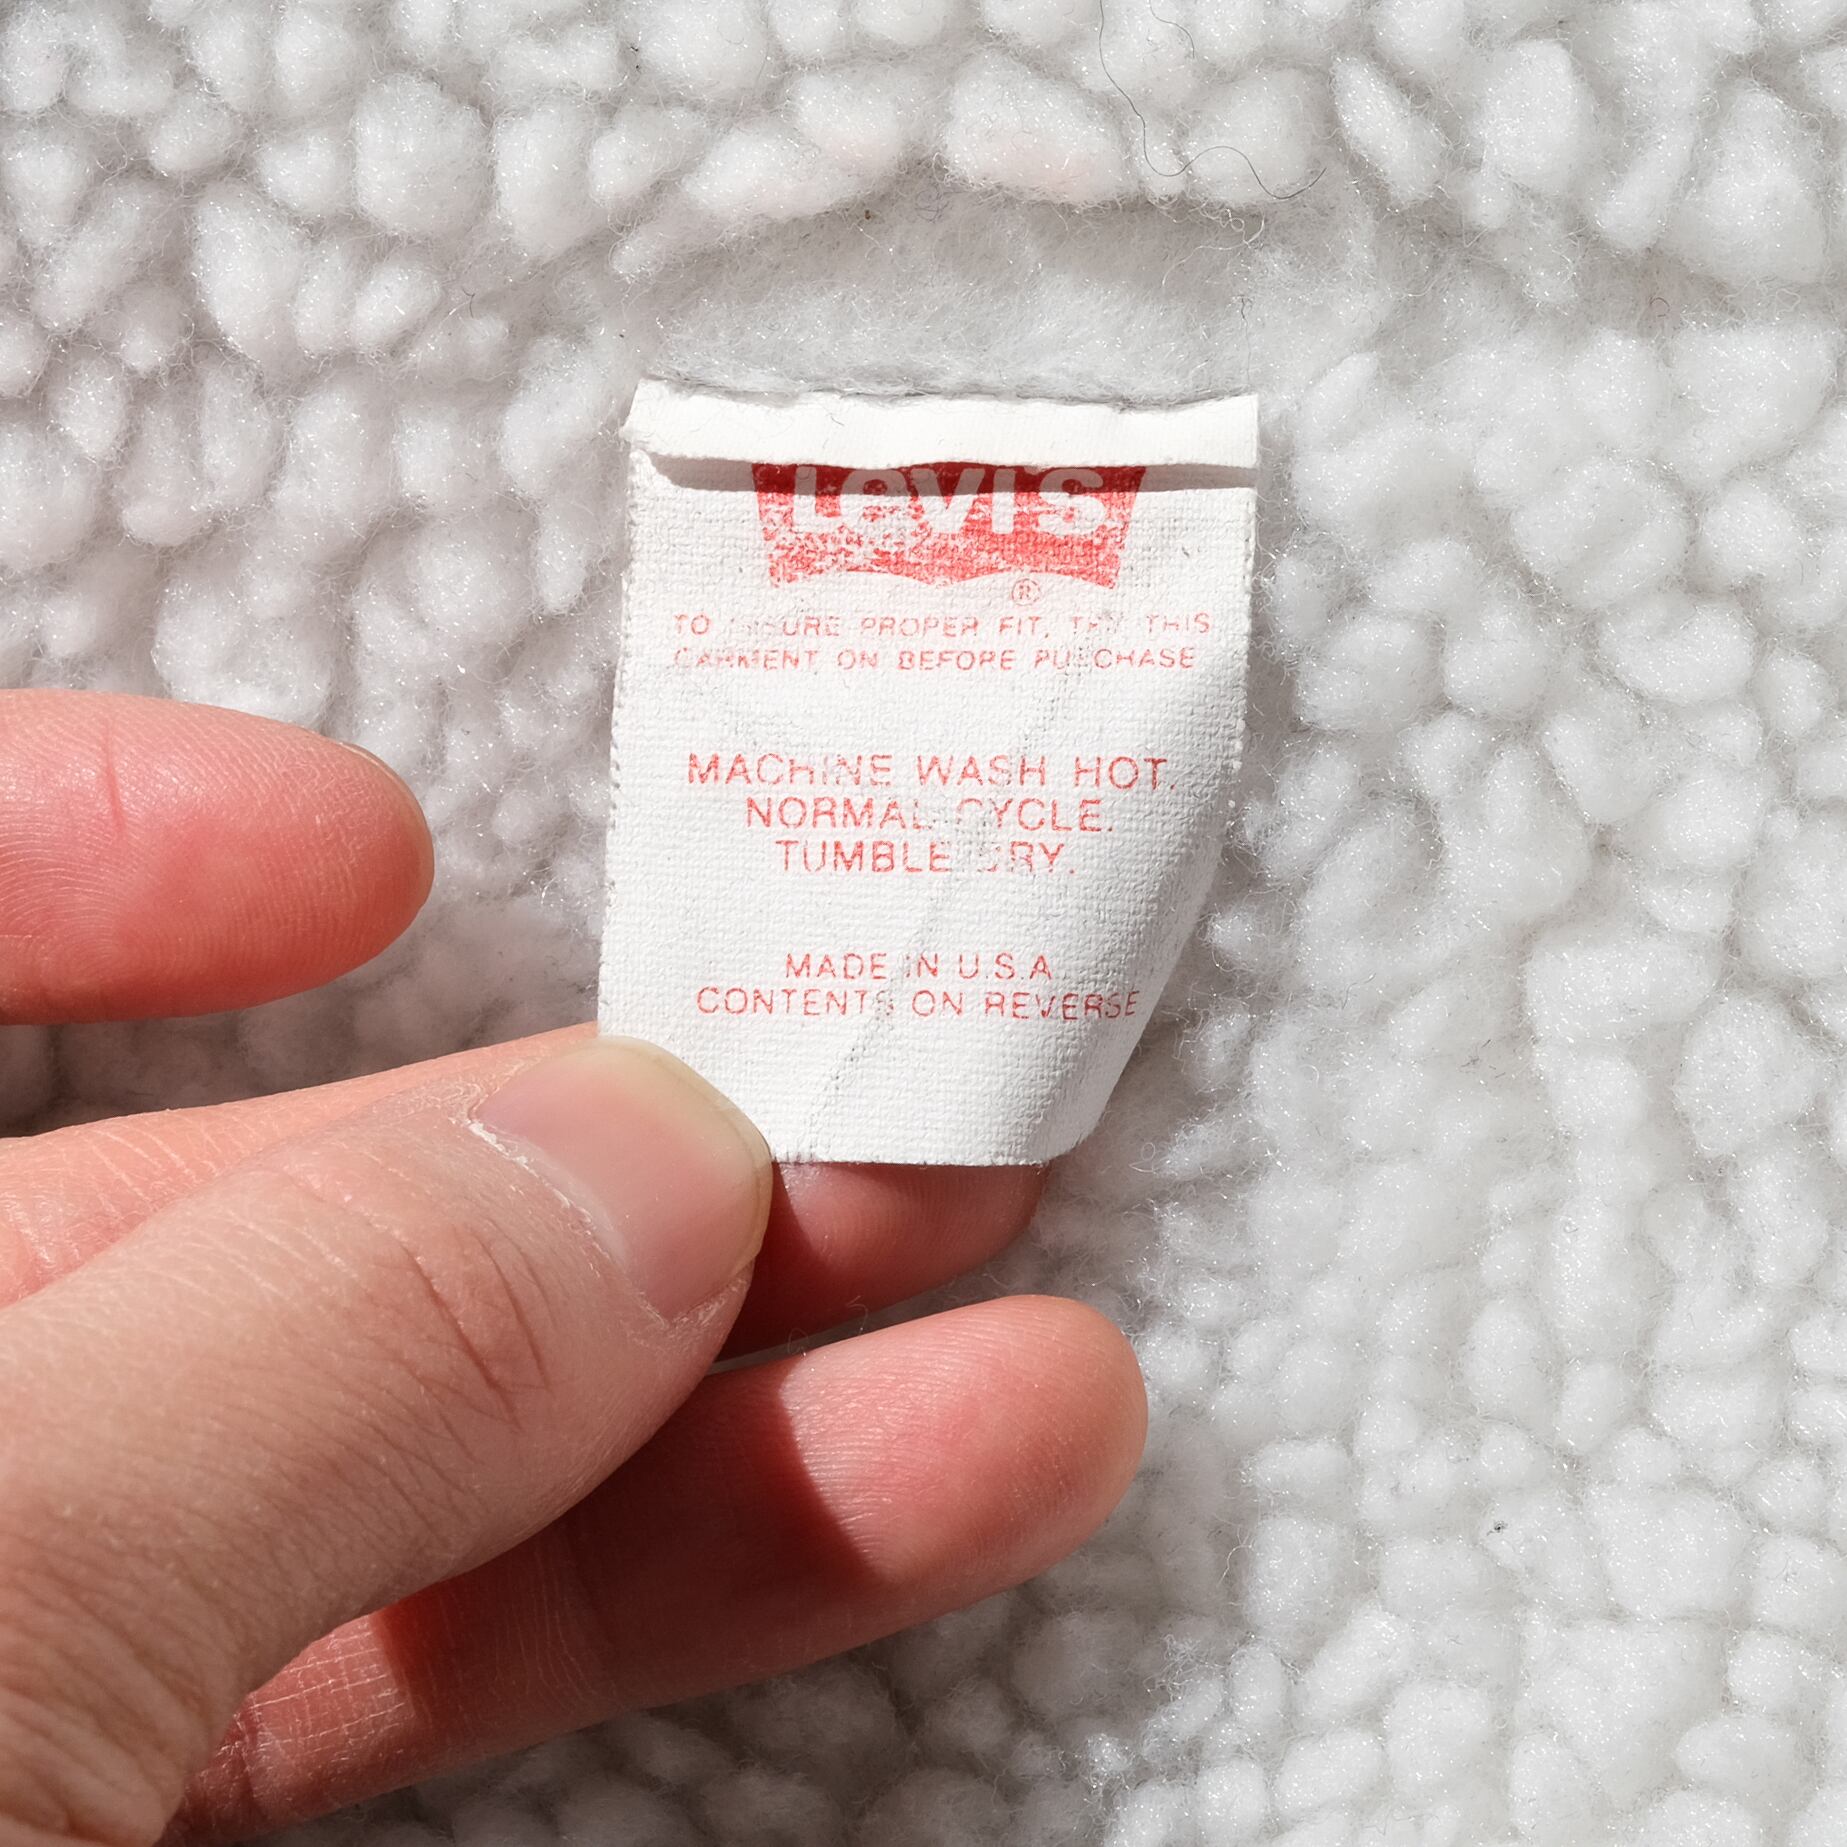 LEVI'S
®
TO INSURE PROPER FIT, TRY THIS
GARMENT ON BEFORE PURCHASE
MACHINE WASH HOT.
NORMAL CYCLE.
TUMBLE DRY.
MADE IN U.S.A
CONTENTS ON REVERSE